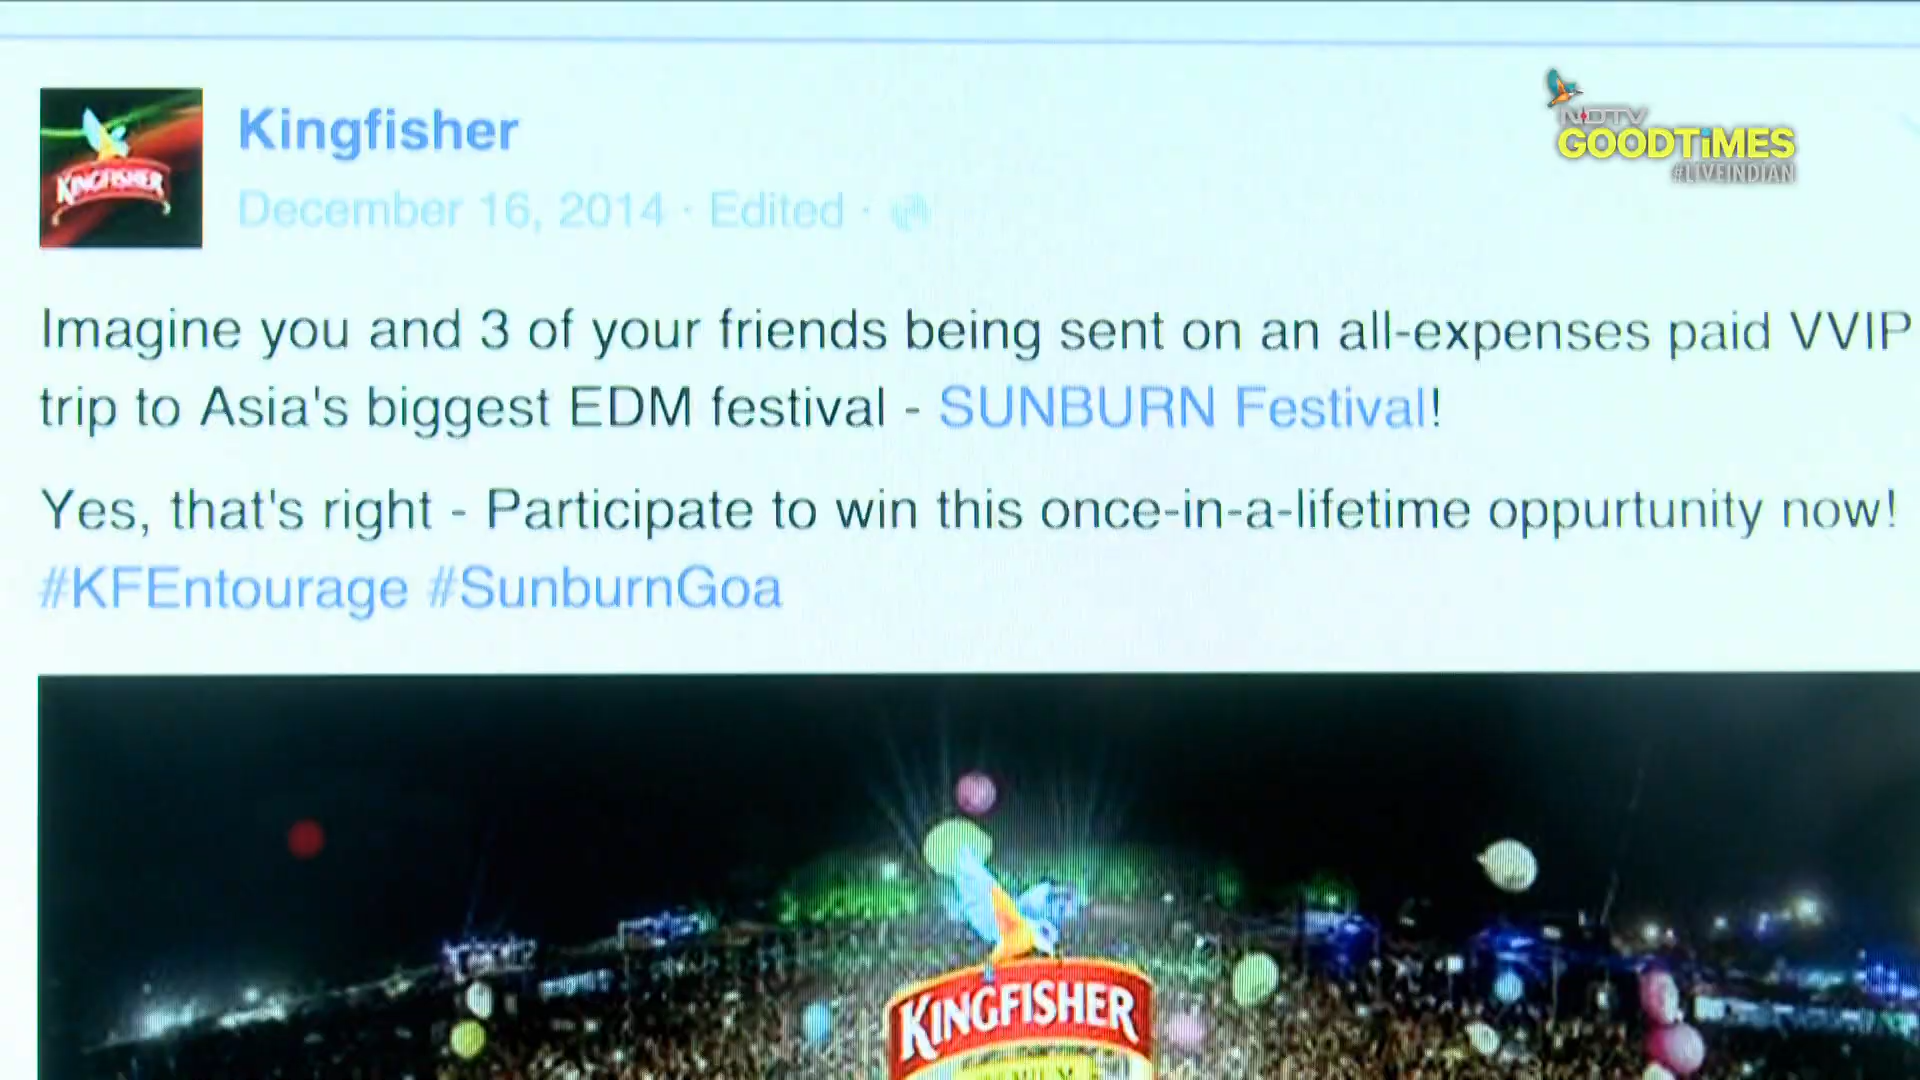 Kingfisher
December 16, 2014 · Edited ·
KINGFISHER
NDTV
GOODTiMES
#LIVEINDIAN
Imagine you and 3 of your friends being sent on an all-expenses paid VVIP
trip to Asia's biggest EDM festival - SUNBURN Festival!
Yes, that's right - Participate to win this once-in-a-lifetime oppurtunity now!
#KFEntourage #SunburnGoa
KINGFISHER